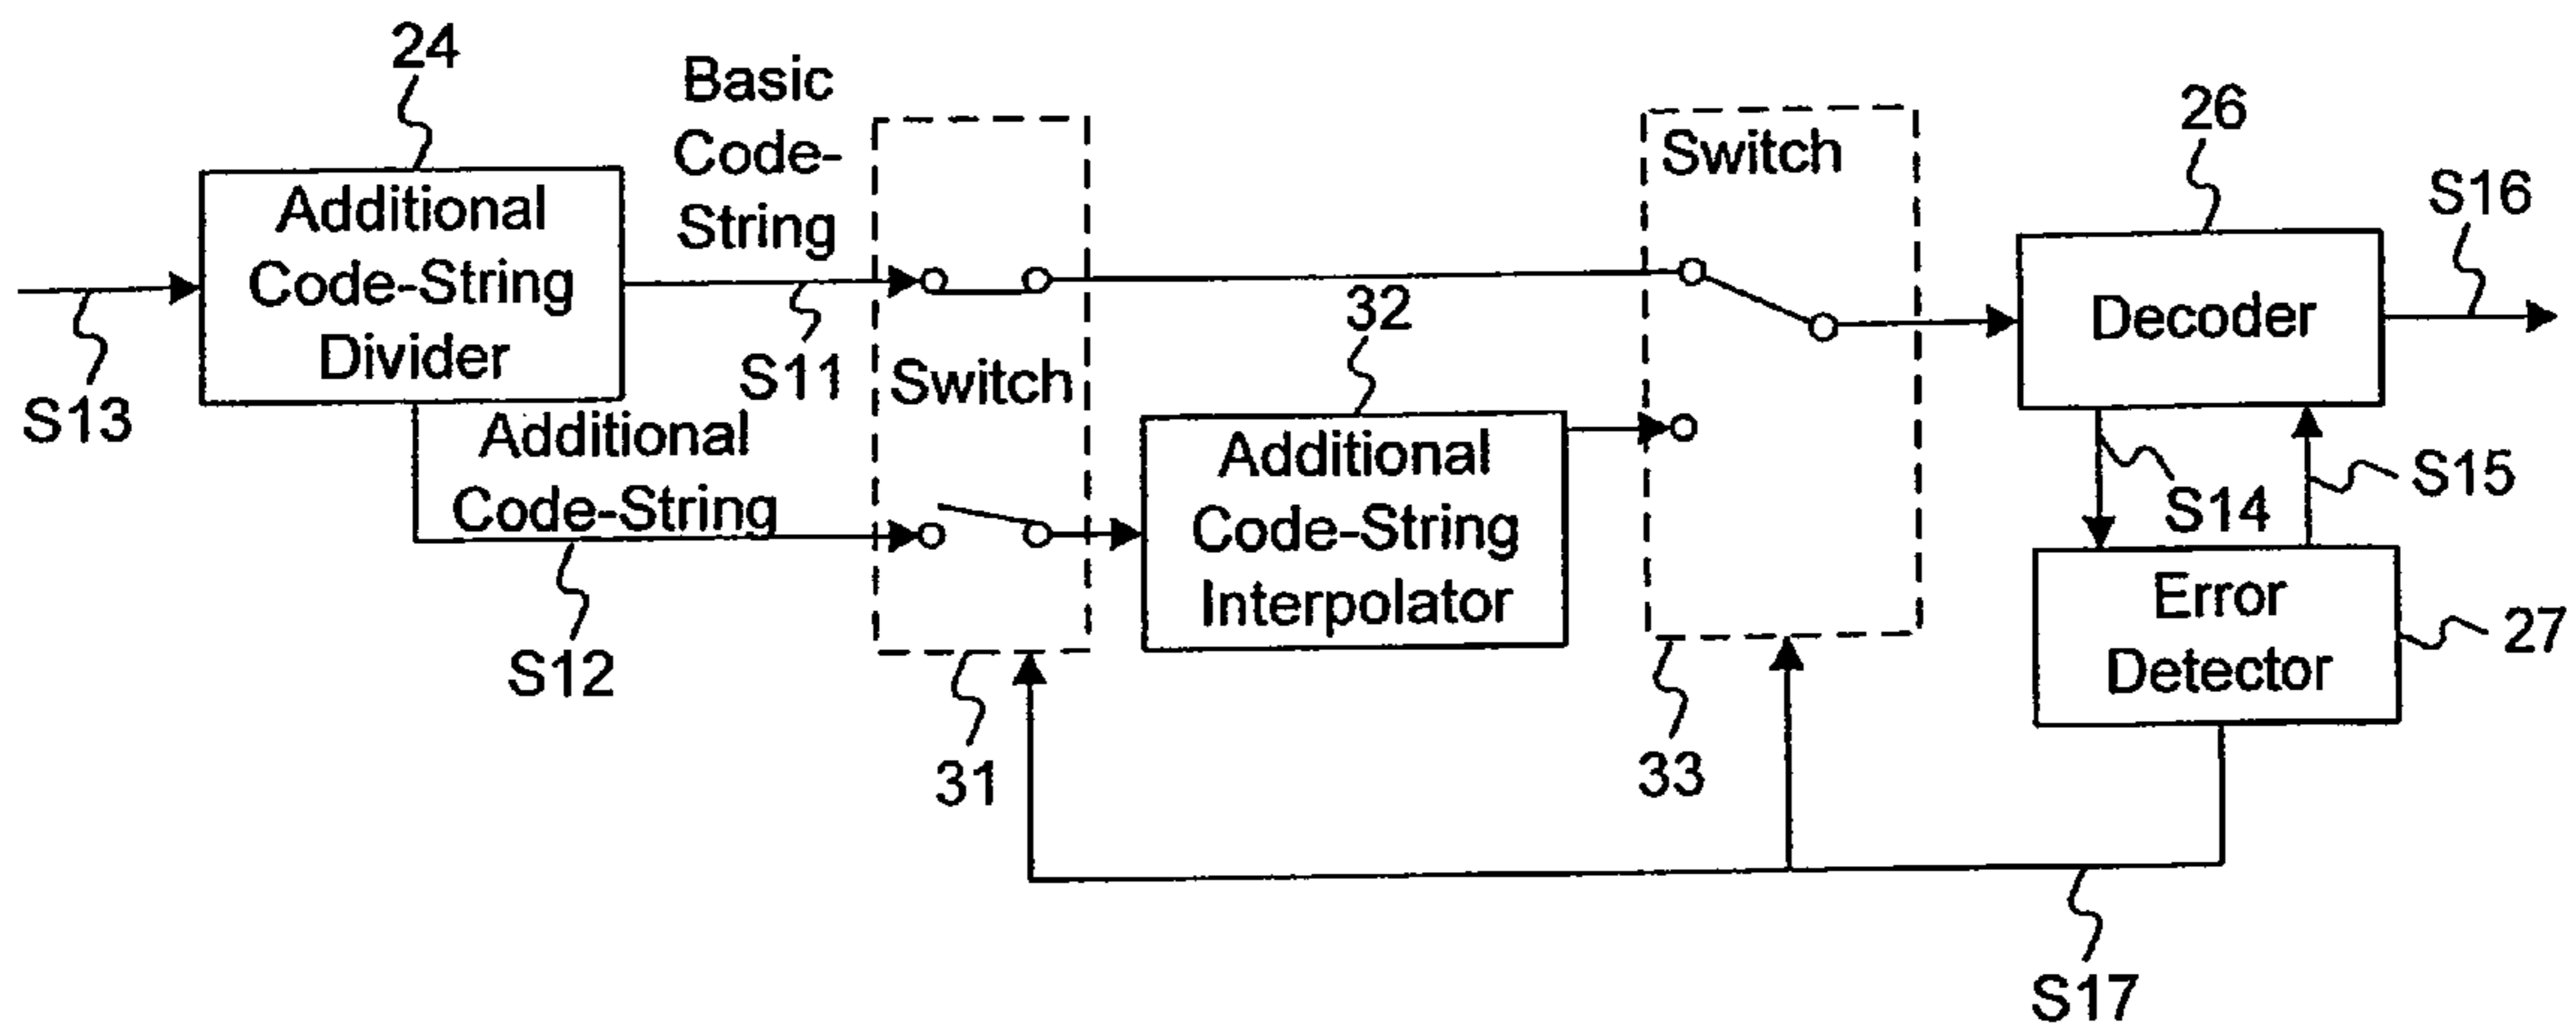 24
Basic
Code-
String
26
Switch
S16
Additional
Code-String
Divider
32
Decoder
S13
S11
Switch
Additional
Code-String
Additional
Code-String
Interpolator
S14
S15
S12
Error
Detector
27
31
33
S17